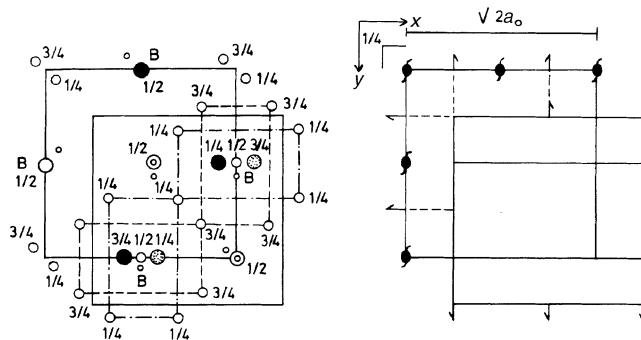 3/4 B 3/4
1/4 1/2 1/4
3/4 3/4
1/4 1/4
1/2 1/4 1/2 3/4
B
1/2
1/4 B
1/4 1/4
3/4 3/4 3/4
3/4 1/2 1/4
1/4 B 1/2
3/4 3/4
1/4 1/4
x
√2a₀
1/4
y